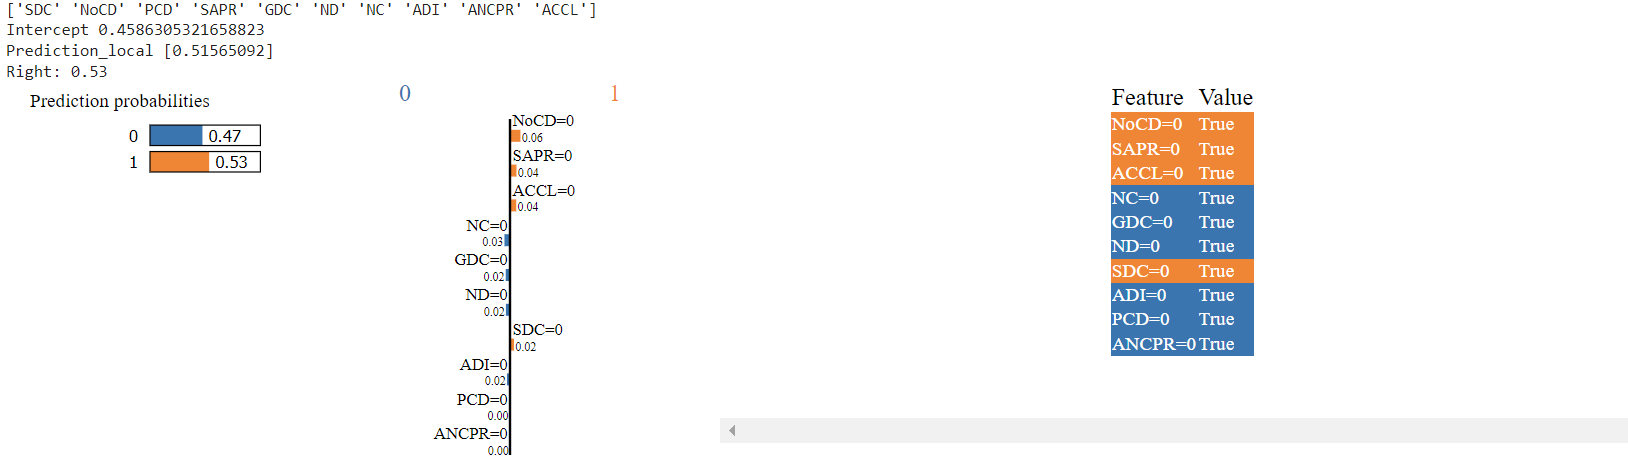 ['SDC' 'NoCD' 'PCD' 'SAPR' 'GDC' 'ND' 'NC' 'ADI' 'ANCPR' 'ACCL']
Intercept 0.4586305321658823
Prediction_local [0.51565092]
Right: 0.53
Prediction probabilities
0 0.47
1 0.53
0 1
NoCD=0
0.06
SAPR=0
0.04
ACCL=0
0.04
NC=0
0.03
GDC=0
0.02
ND=0
0.02
SDC=0
0.02
ADI=0
0.02
PCD=0
0.00
ANCPR=0
0.00
Feature Value
NoCD=0 True
SAPR=0 True
ACCL=0 True
NC=0 True
GDC=0 True
ND=0 True
SDC=0 True
ADI=0 True
PCD=0 True
ANCPR=0 True